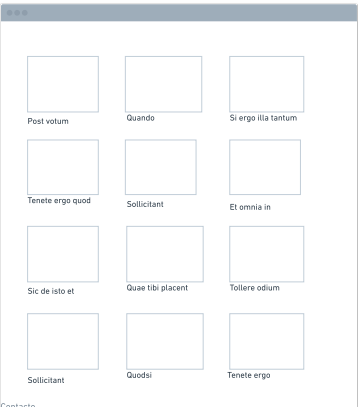 Post votum
Quando
Si ergo illa tantum
Tenete ergo quod
Sollicitant
Et omnia in
Sic de isto et
Quae tibi placent
Tollere odium
Sollicitant
Quodsi
Tenete ergo
Contacto